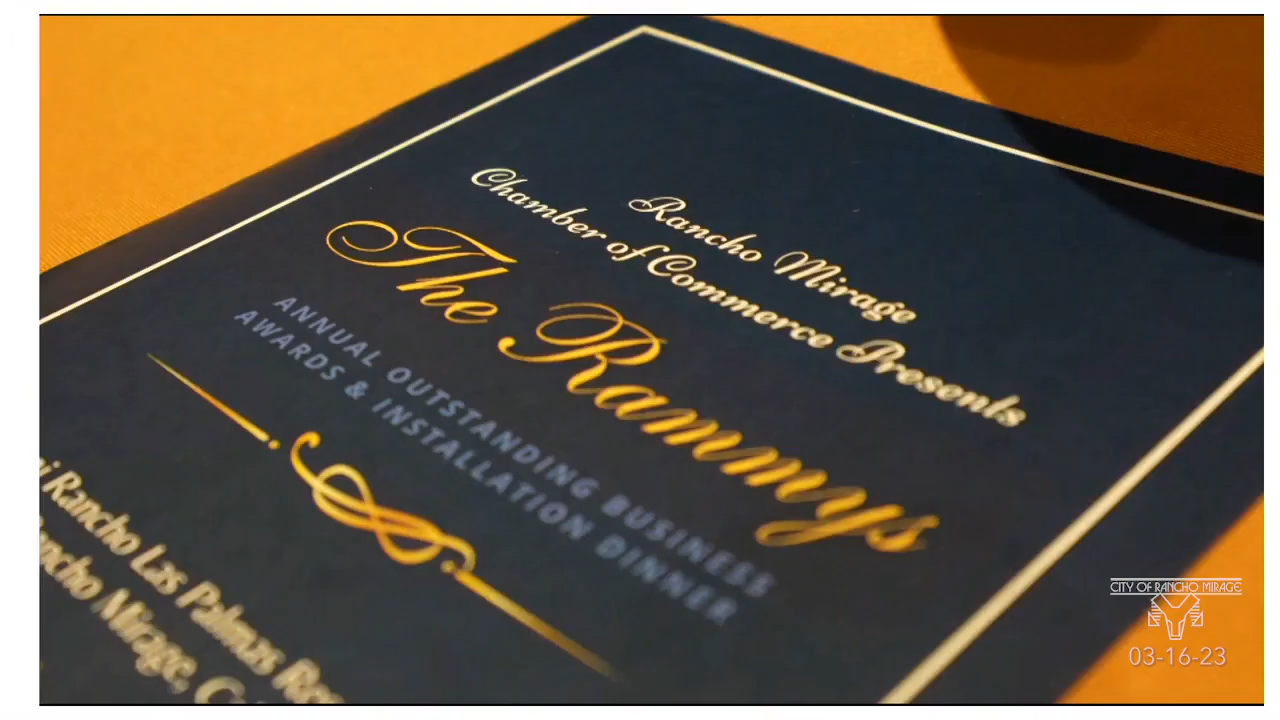 Rancho Mirage
Chamber of Commerce Presents
The Rammys
ANNUAL OUTSTANDING BUSINESS
AWARDS & INSTALLATION DINNER
Rancho Las Palmas
Rancho Mirage,
CITY OF RANCHO MIRAGE
03-16-23